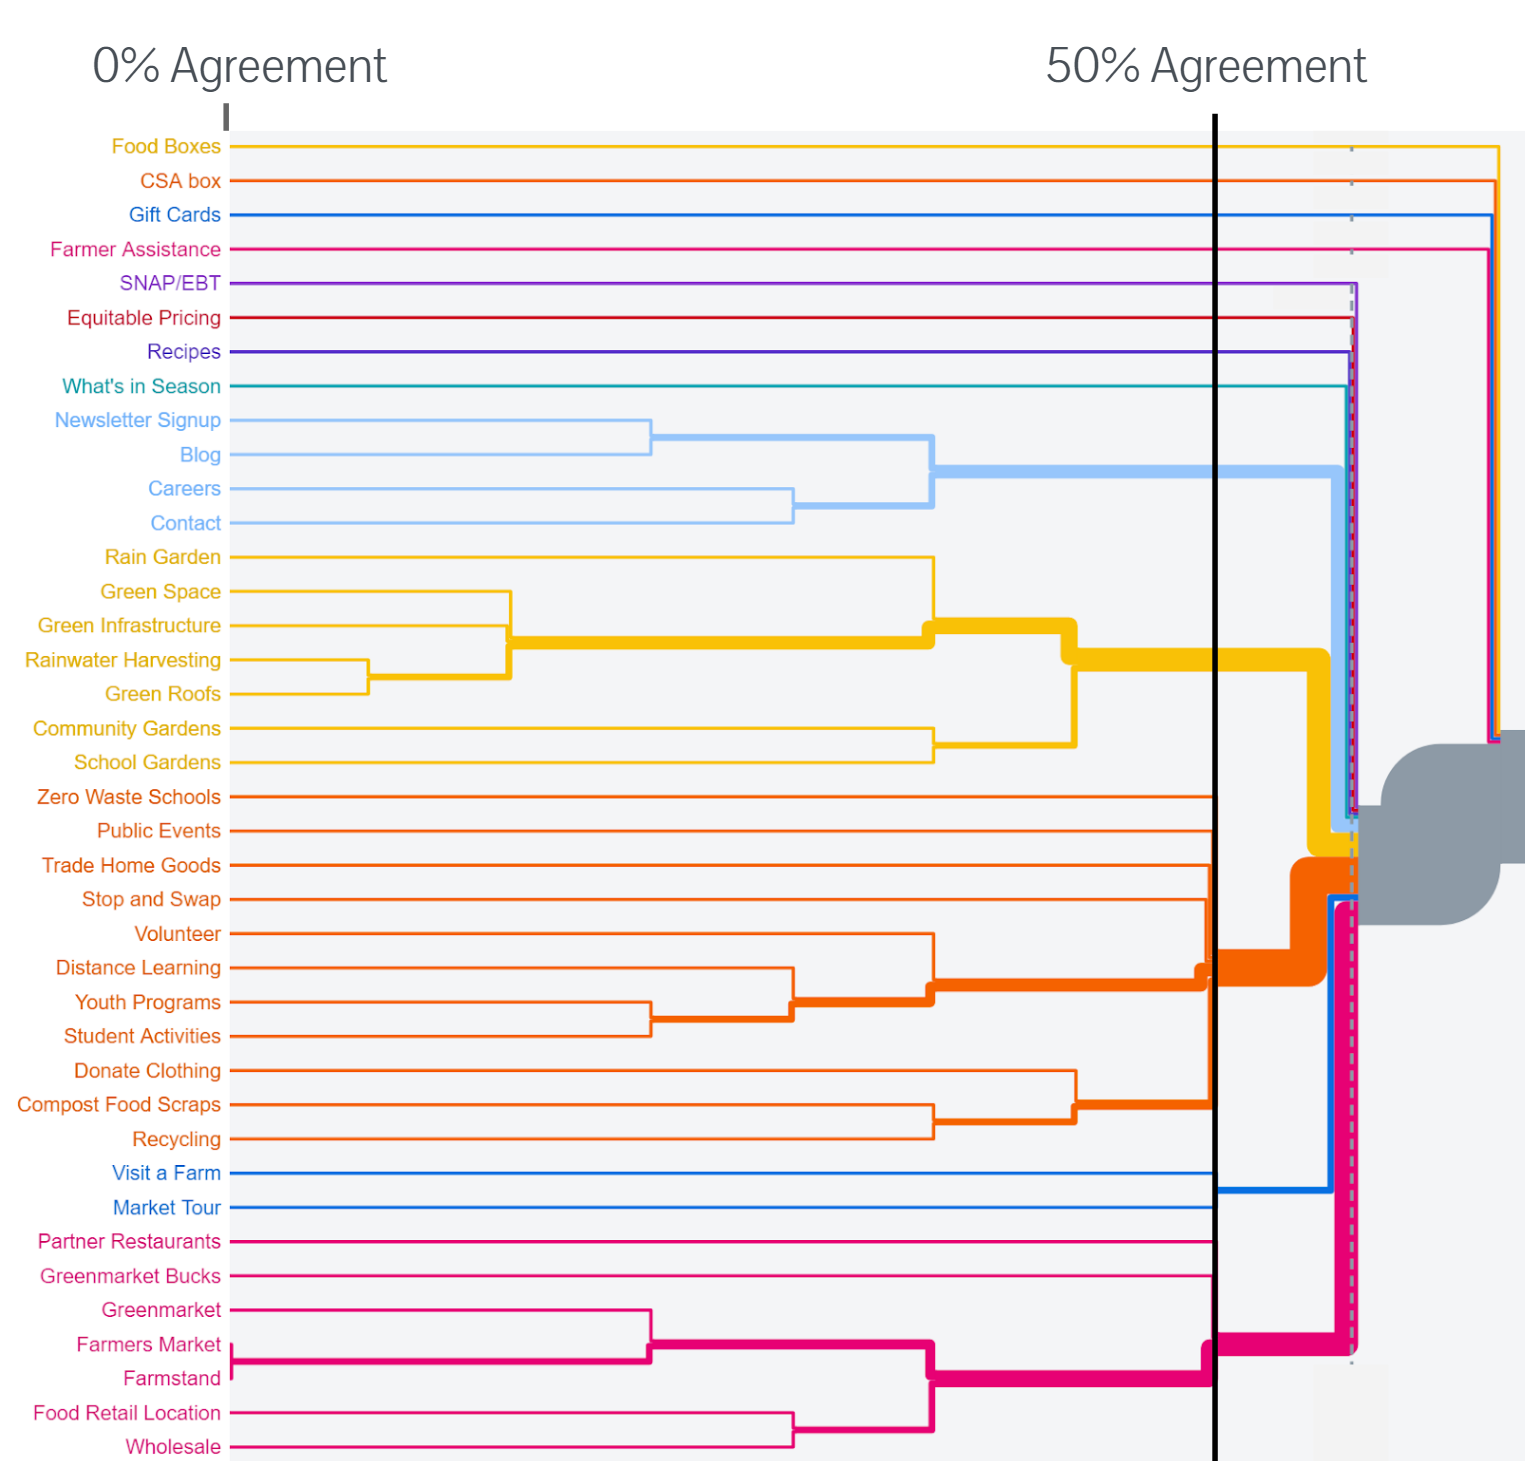 0% Agreement
50% Agreement
Food Boxes
CSA box
Gift Cards
Farmer Assistance
SNAP/EBT
Equitable Pricing
Recipes
What's in Season
Newsletter Signup
Blog
Careers
Contact
Rain Garden
Green Space
Green Infrastructure
Rainwater Harvesting
Green Roofs
Community Gardens
School Gardens
Zero Waste Schools
Public Events
Trade Home Goods
Stop and Swap
Volunteer
Distance Learning
Youth Programs
Student Activities
Donate Clothing
Compost Food Scraps
Recycling
Visit a Farm
Market Tour
Partner Restaurants
Greenmarket Bucks
Greenmarket
Farmers Market
Farmstand
Food Retail Location
Wholesale